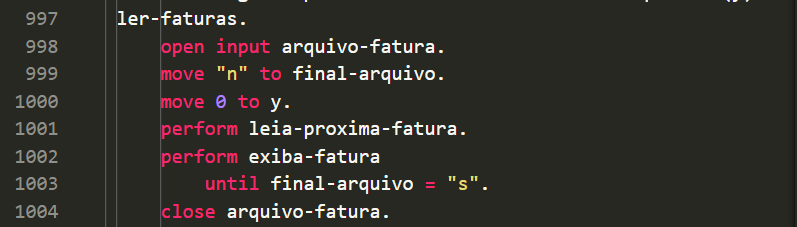 997 ler-faturas.
998 open input arquivo-fatura.
999 move "n" to final-arquivo.
1000 move 0 to y.
1001 perform leia-proxima-fatura.
1002 perform exiba-fatura
1003 until final-arquivo = "s".
1004 close arquivo-fatura.